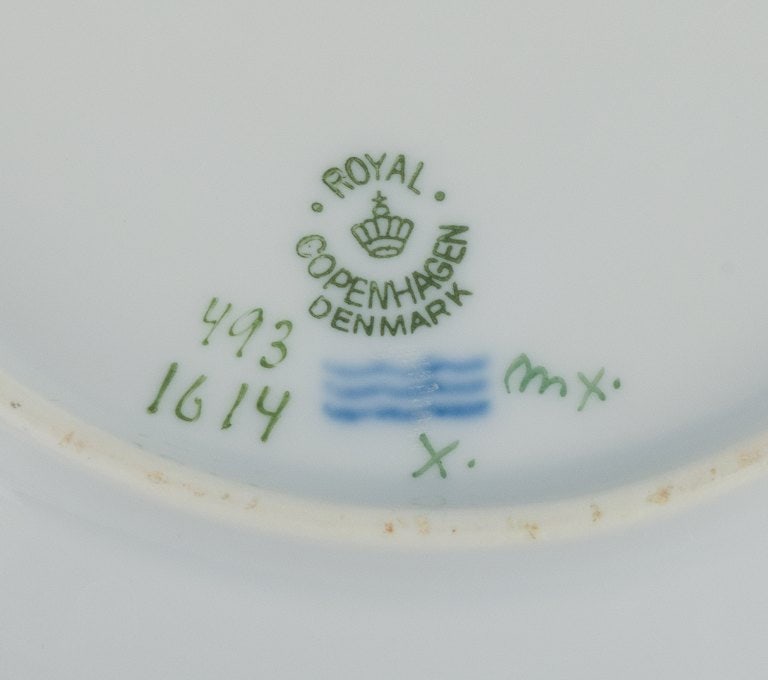 ROYAL
COPENHAGEN
DENMARK
493
1614
mx.
x.